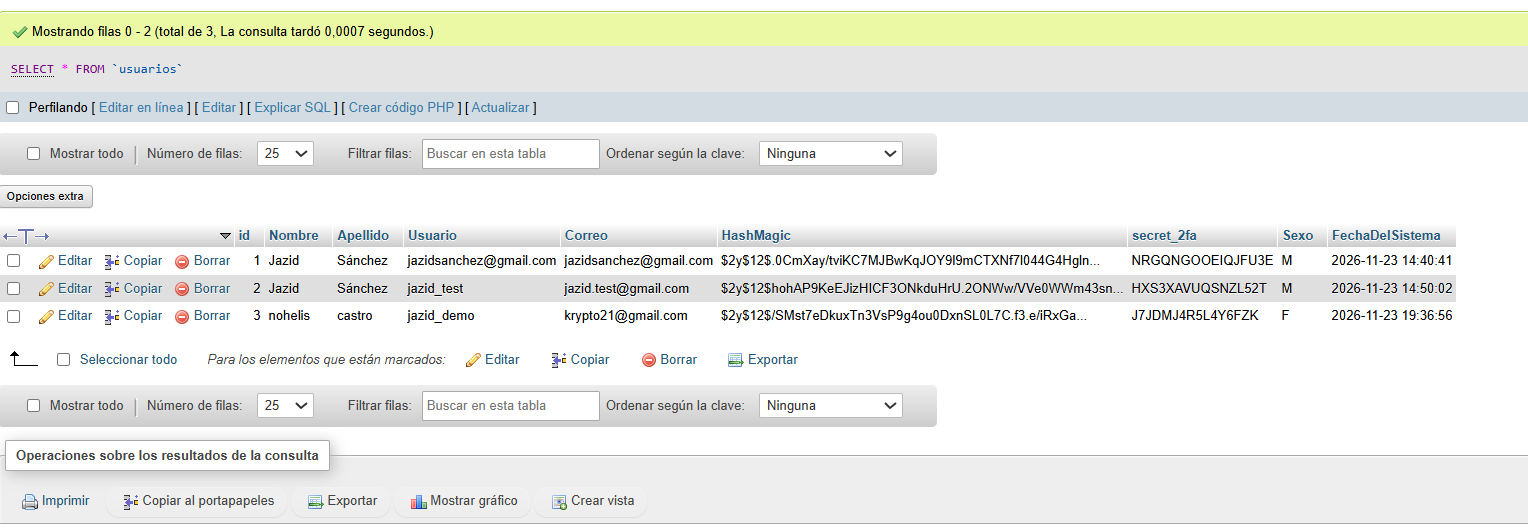 Mostrando filas 0 - 2 (total de 3, La consulta tardó 0,0007 segundos.)
SELECT * FROM `usuarios`
Perfilando [ Editar en línea ] [ Editar ] [ Explicar SQL ] [ Crear código PHP ] [ Actualizar ]
Mostrar todo | Número de filas: 25 Filtrar filas: Buscar en esta tabla Ordenar según la clave: Ninguna
Opciones extra
id Nombre Apellido Usuario Correo HashMagic secret_2fa Sexo FechaDelSistema
Editar Copiar Borrar 1 Jazid Sánchez jazidsanchez@gmail.com jazidsanchez@gmail.com $2y$12$.0CmXay/tviKC7MJBwKqJOY9I9mCTXNf7I044G4HgIn... NRGQNGOOEIQJFU3E M 2026-11-23 14:40:41
Editar Copiar Borrar 2 Jazid Sánchez jazid_test jazid.test@gmail.com $2y$12$hohAP9KeEJizHICF3ONkduHrU.2ONWw/VVe0WWm43sn... HXS3XAVUQSNZL52T M 2026-11-23 14:50:02
Editar Copiar Borrar 3 nohelis castro jazid_demo krypto21@gmail.com $2y$12$/SMst7eDkuxTn3VsP9g4ou0DxnSL0L7C.f3.e/iRxGa... J7JDMJ4R5L4Y6FZK F 2026-11-23 19:36:56
Seleccionar todo Para los elementos que están marcados: Editar Copiar Borrar Exportar
Mostrar todo | Número de filas: 25 Filtrar filas: Buscar en esta tabla Ordenar según la clave: Ninguna
Operaciones sobre los resultados de la consulta
Imprimir Copiar al portapapeles Exportar Mostrar gráfico Crear vista